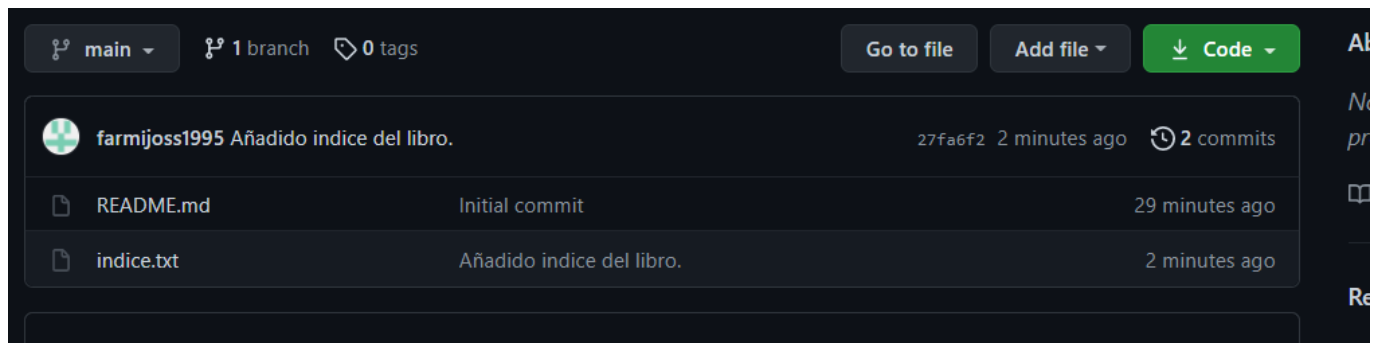 main 1 branch 0 tags Go to file Add file Code
farmijoss1995 Añadido indice del libro. 27fa6f2 2 minutes ago 2 commits
README.md Initial commit 29 minutes ago
indice.txt Añadido indice del libro. 2 minutes ago